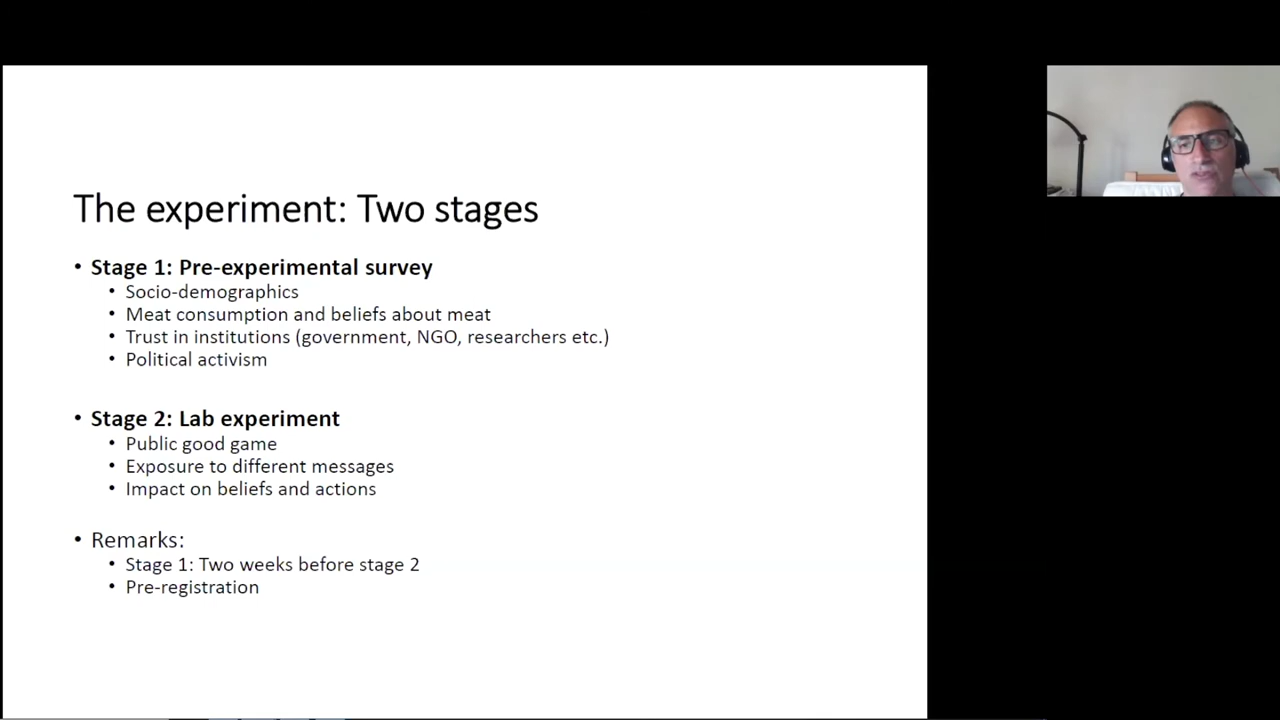 The experiment: Two stages
• Stage 1: Pre-experimental survey
• Socio-demographics
• Meat consumption and beliefs about meat
• Trust in institutions (government, NGO, researchers etc.)
• Political activism
• Stage 2: Lab experiment
• Public good game
• Exposure to different messages
• Impact on beliefs and actions
• Remarks:
• Stage 1: Two weeks before stage 2
• Pre-registration